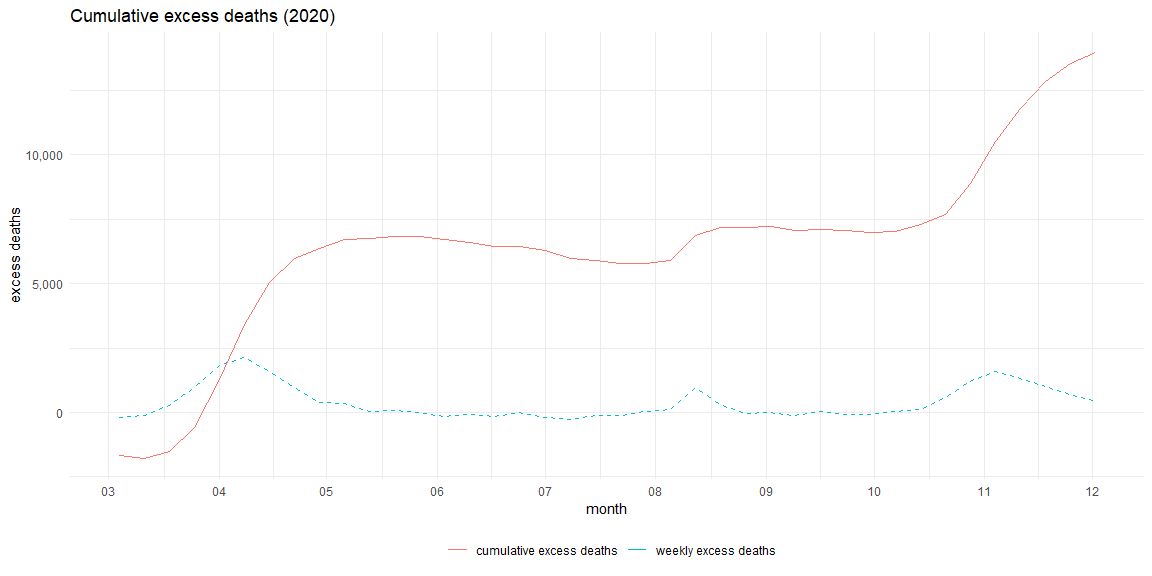 Cumulative excess deaths (2020)
excess deaths
10,000
5,000
0
03 04 05 06 07 08 09 10 11 12
month
cumulative excess deaths weekly excess deaths